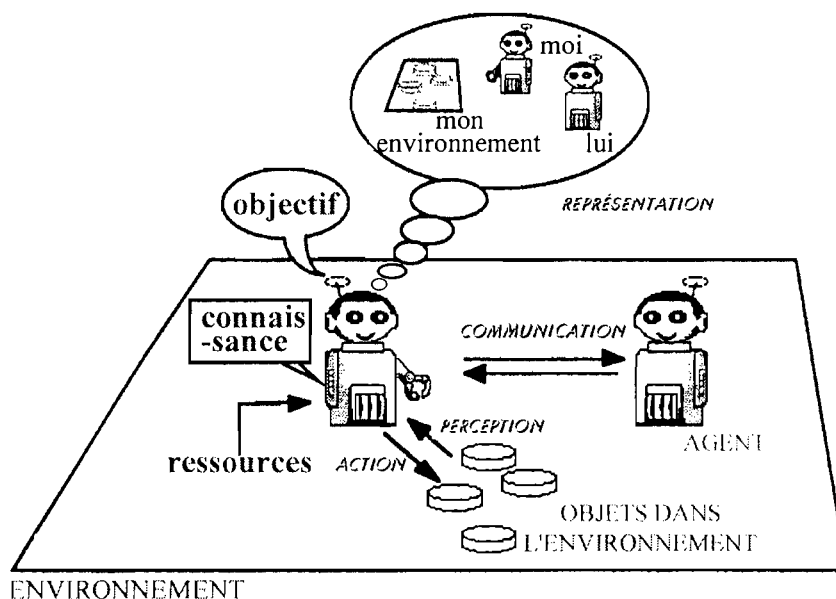 moi
mon
environnement
lui
objectif
REPRÉSENTATION
connais
-sance
COMMUNICATION
PERCEPTION
AGENT
ressources
ACTION
OBJETS DANS
L'ENVIRONNEMENT
ENVIRONNEMENT